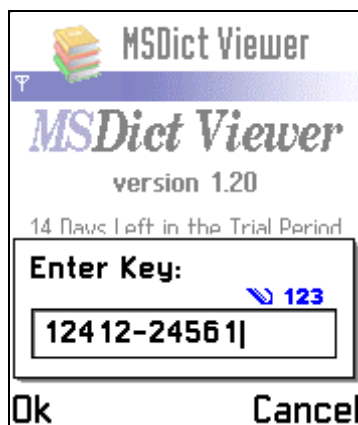 MSDict Viewer
MSDict Viewer
version 1.20
14 Days Left in the Trial Period
Enter Key:
123
12412-24561
Ok Cancel